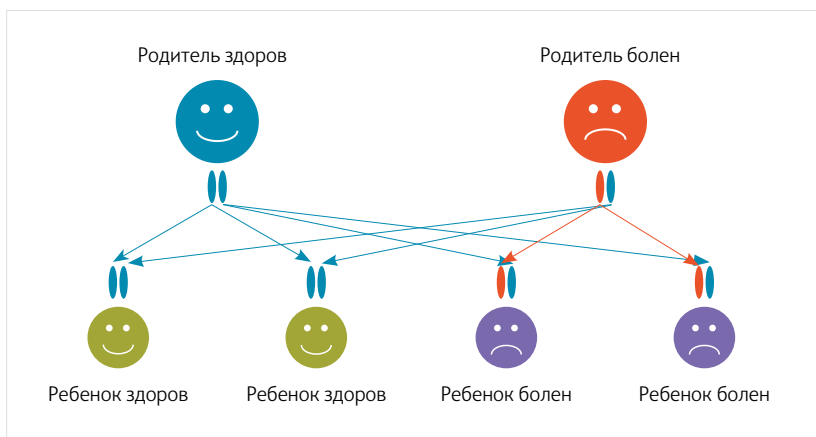 Родитель здоров
Родитель болен
Ребенок здоров
Ребенок здоров
Ребенок болен
Ребенок болен